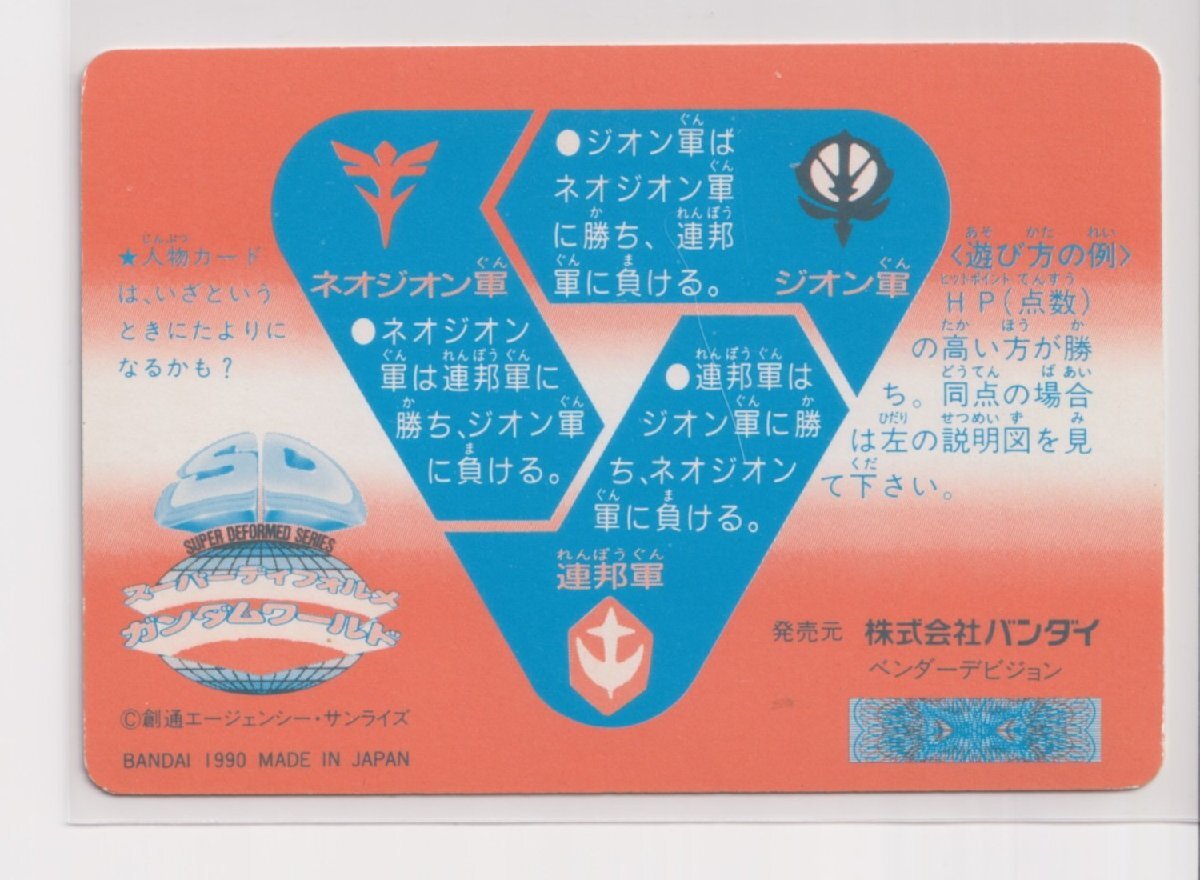 ●ジオン軍ば
ネオジオン軍
に勝ち、連邦
軍に負ける。
ネオジオン軍
ジオン軍
●ネオジオン
軍は連邦軍に
勝ち、ジオン軍
に負ける。
●連邦軍は
ジオン軍に勝
ち、ネオジオン
軍に負ける。
連邦軍
★人物カード
は、いざという
ときにたよりに
なるかも？
〈遊び方の例〉
HP(点数)
の高い方が勝
ち。同点の場合
は左の説明図を見
て下さい。
SD
SUPER DEFORMED SERIES
スーパーディフォルメ
ガンダムワールド
©創通エージェンシー・サンライズ
BANDAI 1990 MADE IN JAPAN
発売元 株式会社バンダイ
ベンダーデビジョン